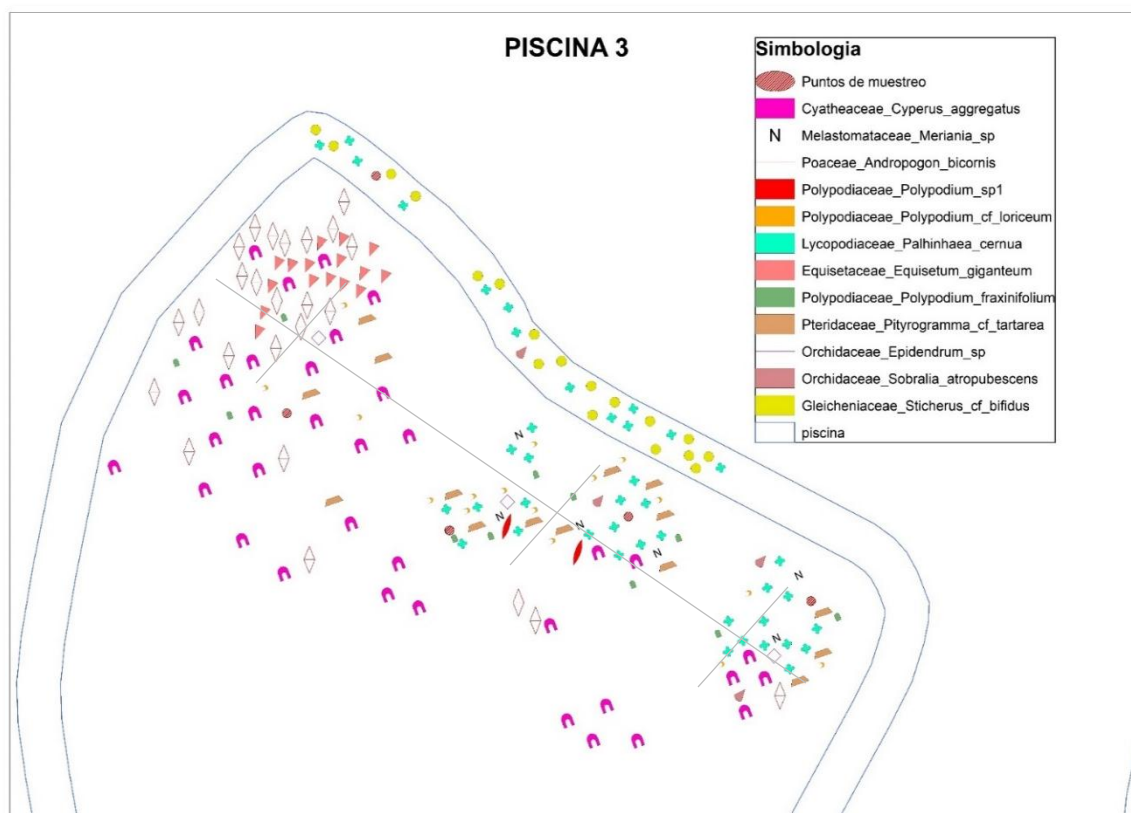 PISCINA 3
Simbologia
Puntos de muestreo
Cyatheaceae_Cyperus_aggregatus
N Melastomataceae_Meriania_sp
Poaceae_Andropogon_bicornis
Polypodiaceae_Polypodium_sp1
Polypodiaceae_Polypodium_cf_loriceum
Lycopodiaceae_Palhinhaea_cernua
Equisetaceae_Equisetum_giganteum
Polypodiaceae_Polypodium_fraxinifolium
Pteridaceae_Pityrogramma_cf_tartarea
Orchidaceae_Epidendrum_sp
Orchidaceae_Sobralia_atropubescens
Gleicheniaceae_Sticherus_cf_bifidus
piscina
N
N
N
N
N
N